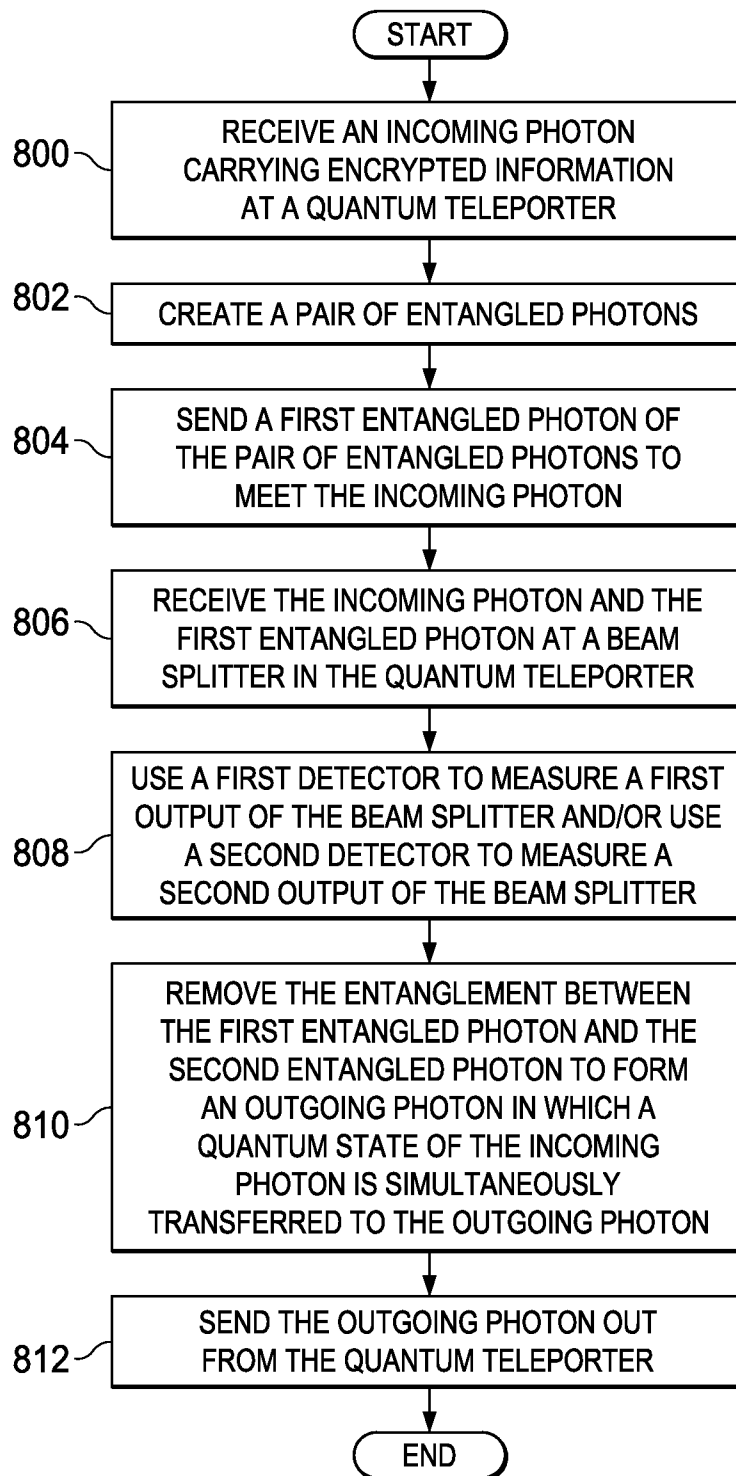 START
800
RECEIVE AN INCOMING PHOTON
CARRYING ENCRYPTED INFORMATION
AT A QUANTUM TELEPORTER
802
CREATE A PAIR OF ENTANGLED PHOTONS
804
SEND A FIRST ENTANGLED PHOTON OF
THE PAIR OF ENTANGLED PHOTONS TO
MEET THE INCOMING PHOTON
806
RECEIVE THE INCOMING PHOTON AND THE
FIRST ENTANGLED PHOTON AT A BEAM
SPLITTER IN THE QUANTUM TELEPORTER
808
USE A FIRST DETECTOR TO MEASURE A FIRST
OUTPUT OF THE BEAM SPLITTER AND/OR USE
A SECOND DETECTOR TO MEASURE A
SECOND OUTPUT OF THE BEAM SPLITTER
810
REMOVE THE ENTANGLEMENT BETWEEN
THE FIRST ENTANGLED PHOTON AND THE
SECOND ENTANGLED PHOTON TO FORM
AN OUTGOING PHOTON IN WHICH A
QUANTUM STATE OF THE INCOMING
PHOTON IS SIMULTANEOUSLY
TRANSFERRED TO THE OUTGOING PHOTON
812
SEND THE OUTGOING PHOTON OUT
FROM THE QUANTUM TELEPORTER
END